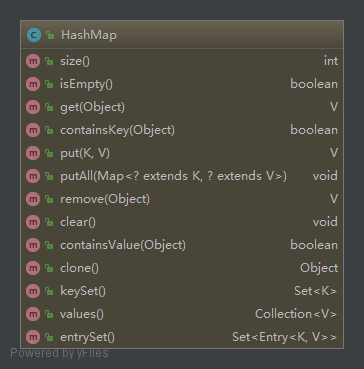 HashMap
size() int
isEmpty() boolean
get(Object) V
containsKey(Object) boolean
put(K, V) V
putAll(Map<? extends K, ? extends V>) void
remove(Object) V
clear() void
containsValue(Object) boolean
clone() Object
keySet() Set<K>
values() Collection<V>
entrySet() Set<Entry<K, V>>
Powered by yFiles